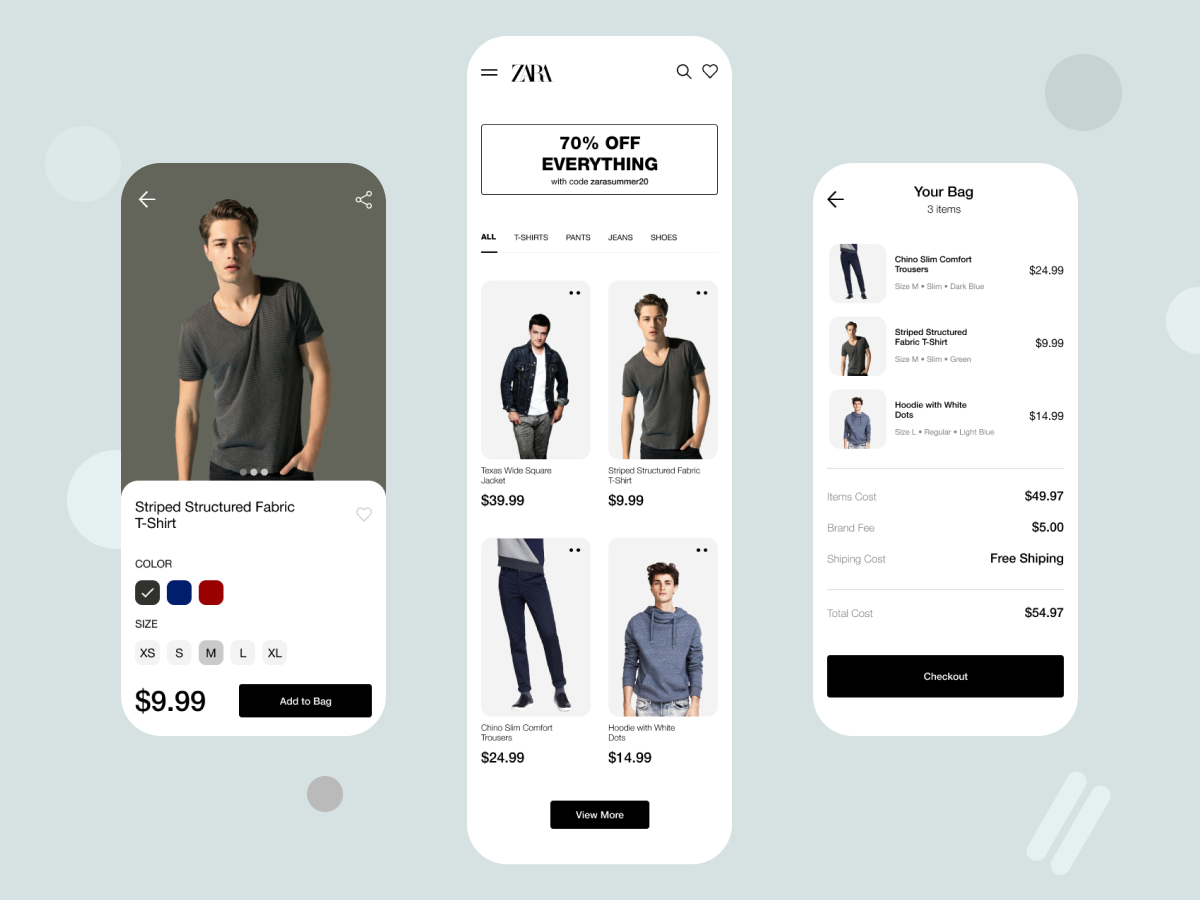 Striped Structured Fabric
T-Shirt
COLOR
SIZE
XS S M L XL
$9.99
Add to Bag
ZARA
70% OFF
EVERYTHING
with code zarasummer20
ALL T-SHIRTS PANTS JEANS SHOES
Texas Wide Square
Jacket
$39.99
Striped Structured Fabric
T-Shirt
$9.99
Chino Slim Comfort
Trousers
$24.99
Hoodie with White
Dots
$14.99
View More
Your Bag
3 items
Chino Slim Comfort
Trousers
Size M • Slim • Dark Blue
$24.99
Striped Structured
Fabric T-Shirt
Size M • Slim • Green
$9.99
Hoodie with White
Dots
Size L • Regular • Light Blue
$14.99
Items Cost $49.97
Brand Fee $5.00
Shiping Cost Free Shiping
Total Cost $54.97
Checkout